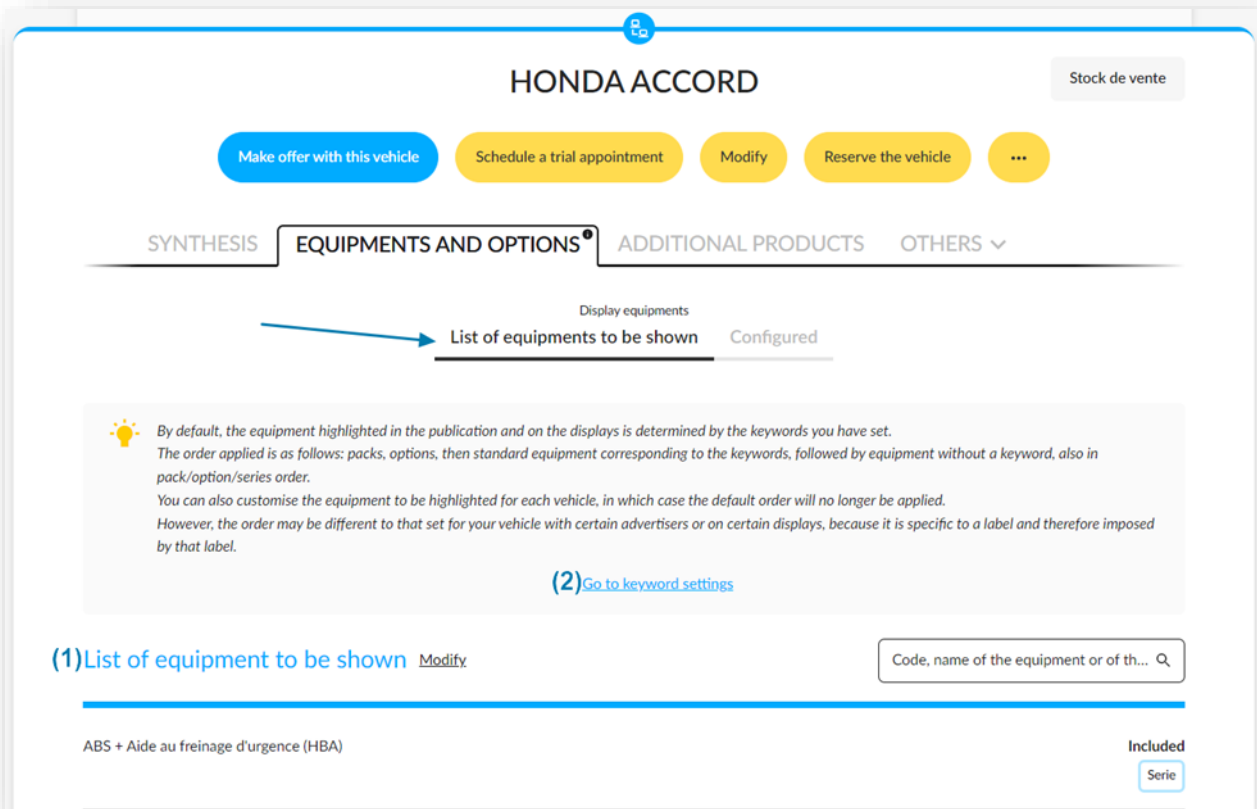 HONDA ACCORD
Stock de vente
Make offer with this vehicle
Schedule a trial appointment
Modify
Reserve the vehicle
...
SYNTHESIS
EQUIPMENTS AND OPTIONS
ADDITIONAL PRODUCTS
OTHERS
Display equipments
List of equipments to be shown
Configured
By default, the equipment highlighted in the publication and on the displays is determined by the keywords you have set.
The order applied is as follows: packs, options, then standard equipment corresponding to the keywords, followed by equipment without a keyword, also in
pack/option/series order.
You can also customise the equipment to be highlighted for each vehicle, in which case the default order will no longer be applied.
However, the order may be different to that set for your vehicle with certain advertisers or on certain displays, because it is specific to a label and therefore imposed
by that label.
(2) Go to keyword settings
(1) List of equipment to be shown Modify
Code, name of the equipment or of th...
ABS + Aide au freinage d'urgence (HBA)
Included
Serie